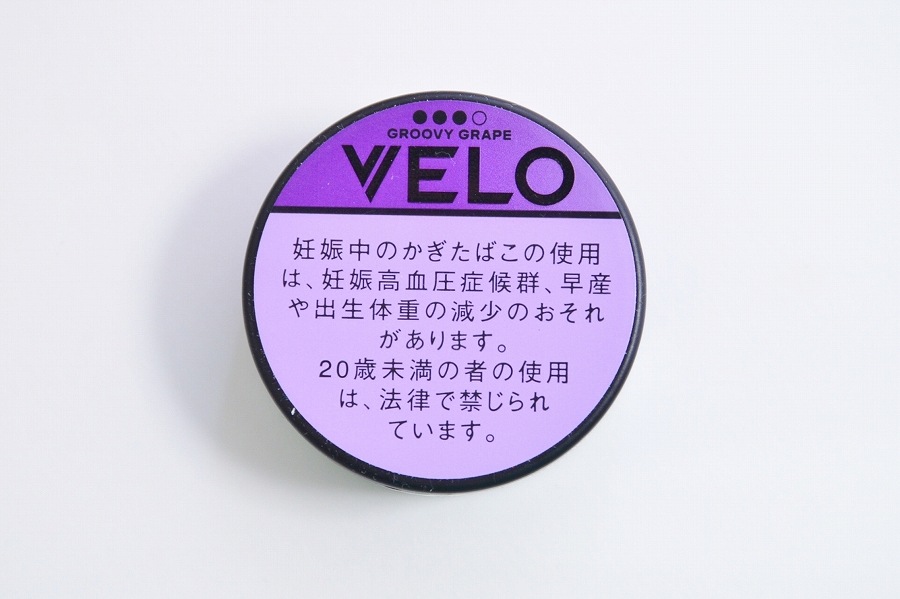 GROOVY GRAPE
VELO
妊娠中のかぎたばこの使用
は、妊娠高血圧症候群、早産
や出生体重の減少のおそれ
があります。
20歳未満の者の使用
は、法律で禁じられ
ています。